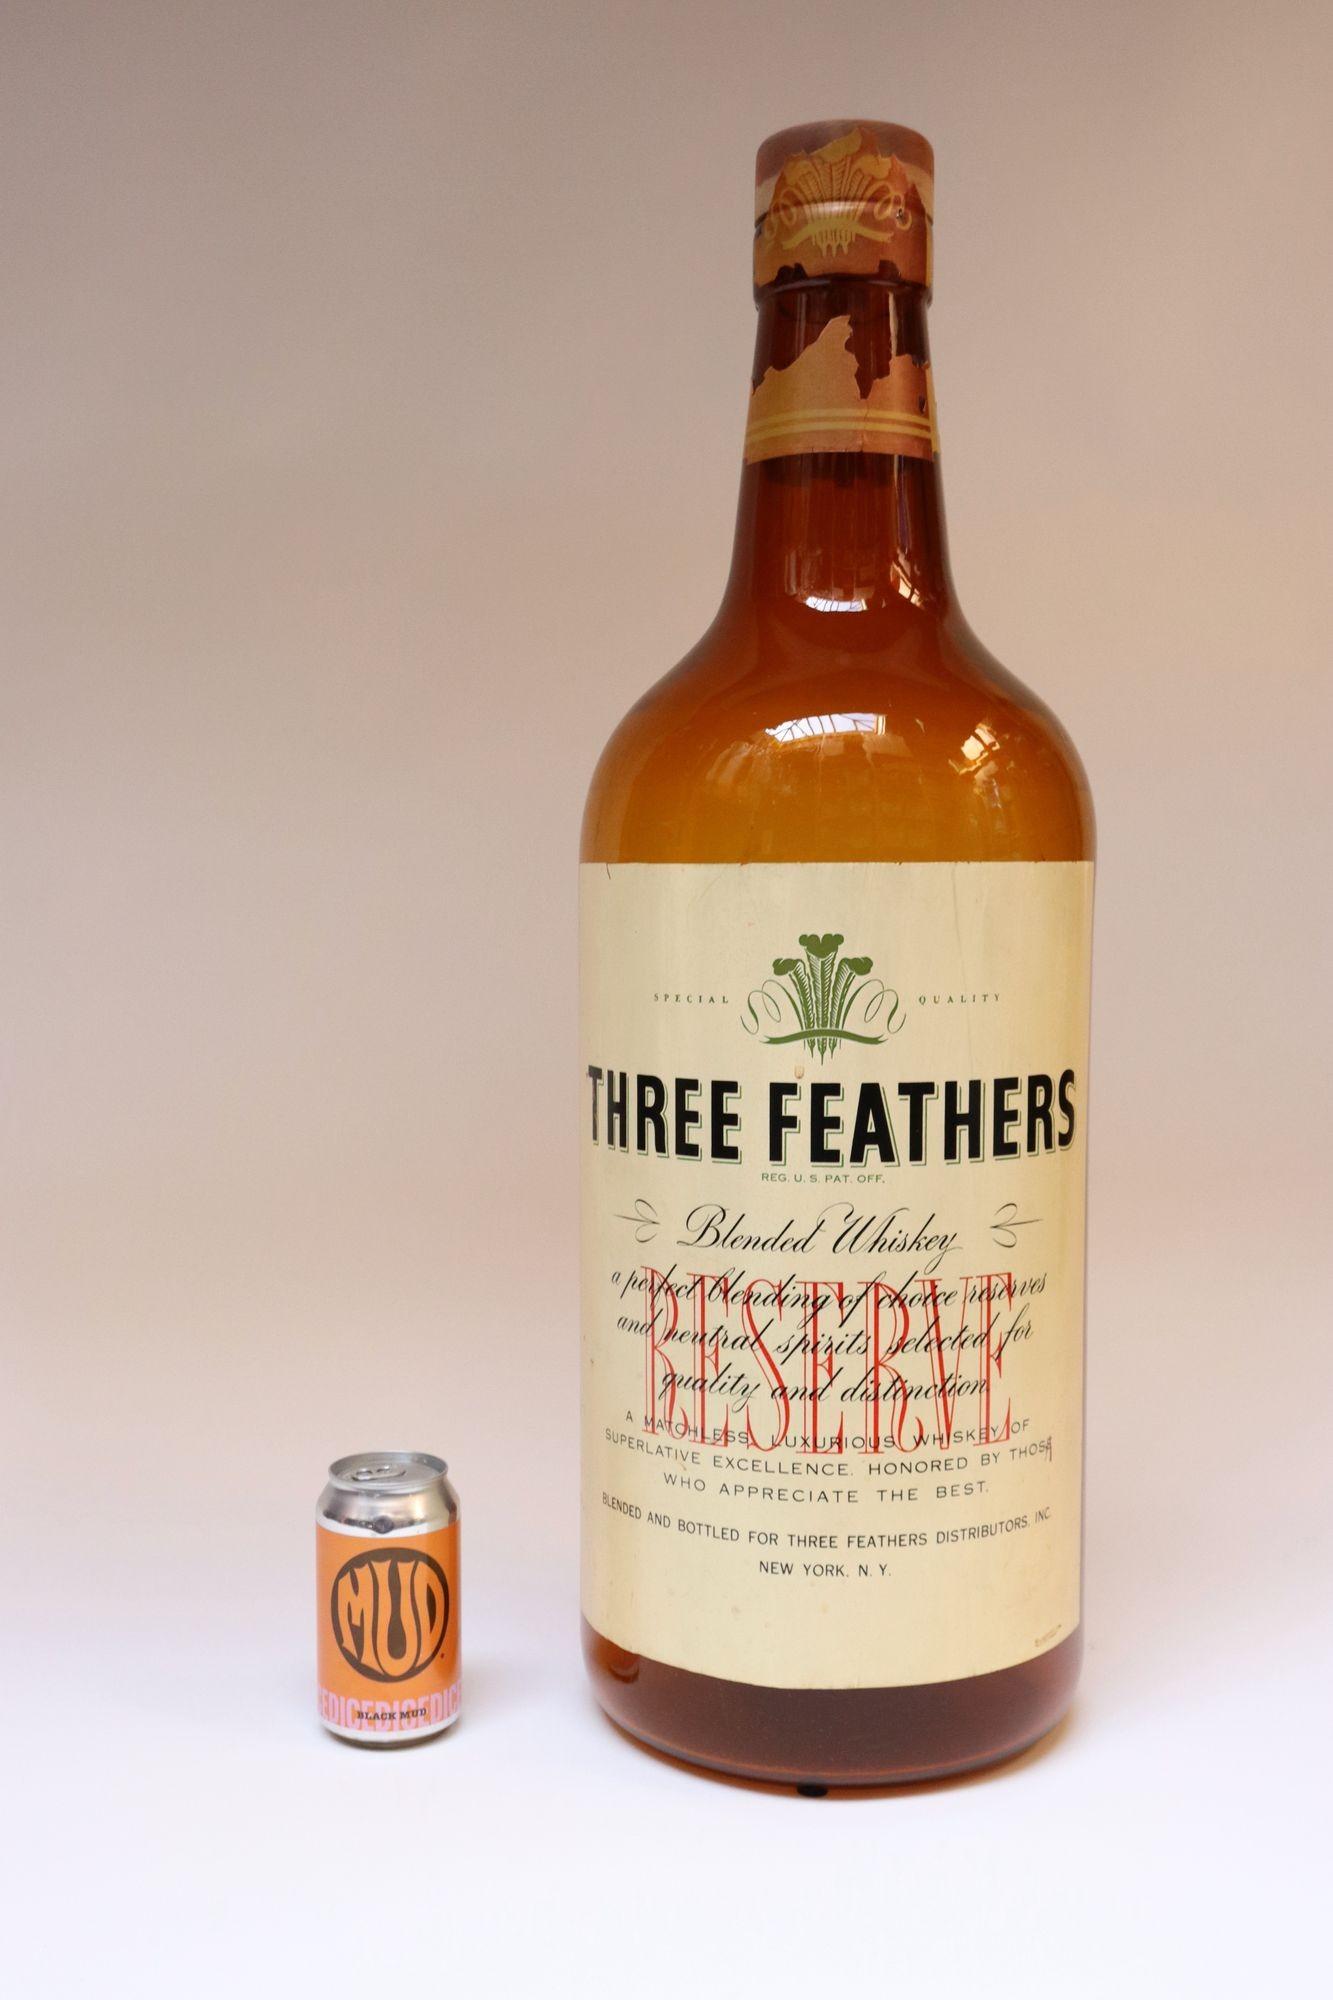 SPECIAL QUALITY
THREE FEATHERS
REG. U. S. PAT. OFF.
Blended Whiskey
RESERVE
a perfect blending of choice reserves
and neutral spirits selected for
quality and distinction
A MATCHLESS, LUXURIOUS WHISKEY OF
SUPERLATIVE EXCELLENCE. HONORED BY THOSE
WHO APPRECIATE THE BEST.
BLENDED AND BOTTLED FOR THREE FEATHERS DISTRIBUTORS, INC.
NEW YORK, N. Y.
MUD
BLACK MUD